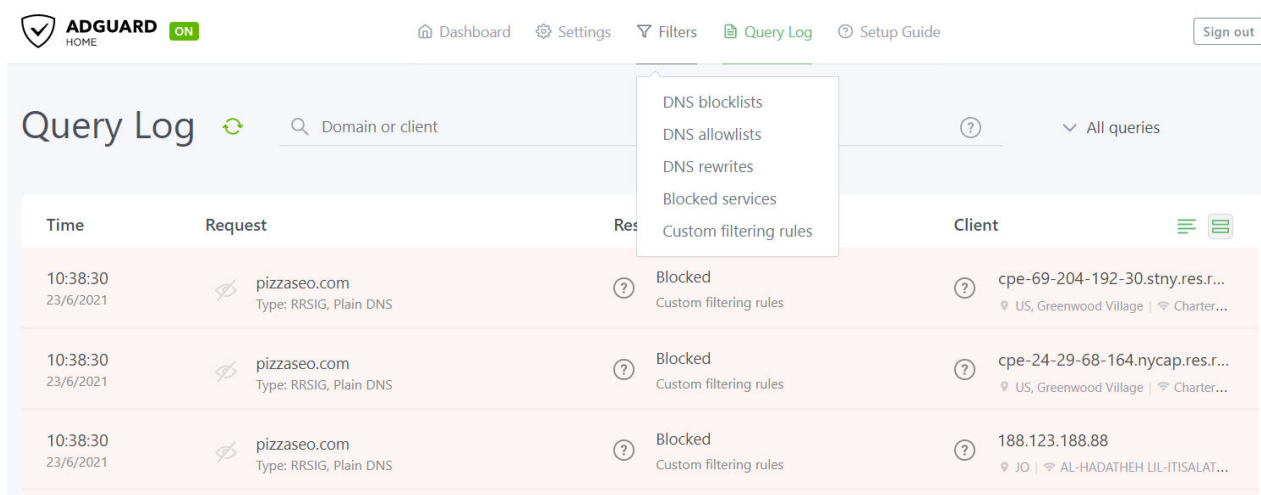 ADGUARD ON
HOME
Dashboard Settings Filters Query Log Setup Guide Sign out
DNS blocklists
DNS allowlists
DNS rewrites
Blocked services
Custom filtering rules
Query Log Domain or client ? All queries
Time Request Res Client
10:38:30 pizzaseo.com ? Blocked ? cpe-69-204-192-30.stny.res.r...
23/6/2021 Type: RRSIG, Plain DNS Custom filtering rules US, Greenwood Village | Charter...
10:38:30 pizzaseo.com ? Blocked ? cpe-24-29-68-164.nycap.res.r...
23/6/2021 Type: RRSIG, Plain DNS Custom filtering rules US, Greenwood Village | Charter...
10:38:30 pizzaseo.com ? Blocked ? 188.123.188.88
23/6/2021 Type: RRSIG, Plain DNS Custom filtering rules JO | AL-HADATHEH LIL-ITISALAT...